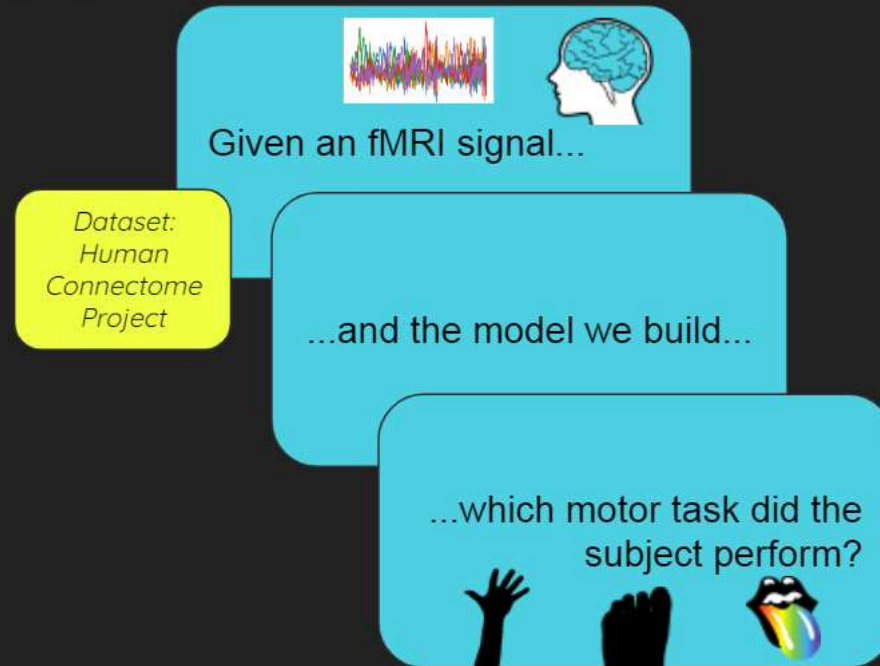 Given an fMRI signal...
Dataset:
Human
Connectome
Project
...and the model we build...
...which motor task did the
subject perform?